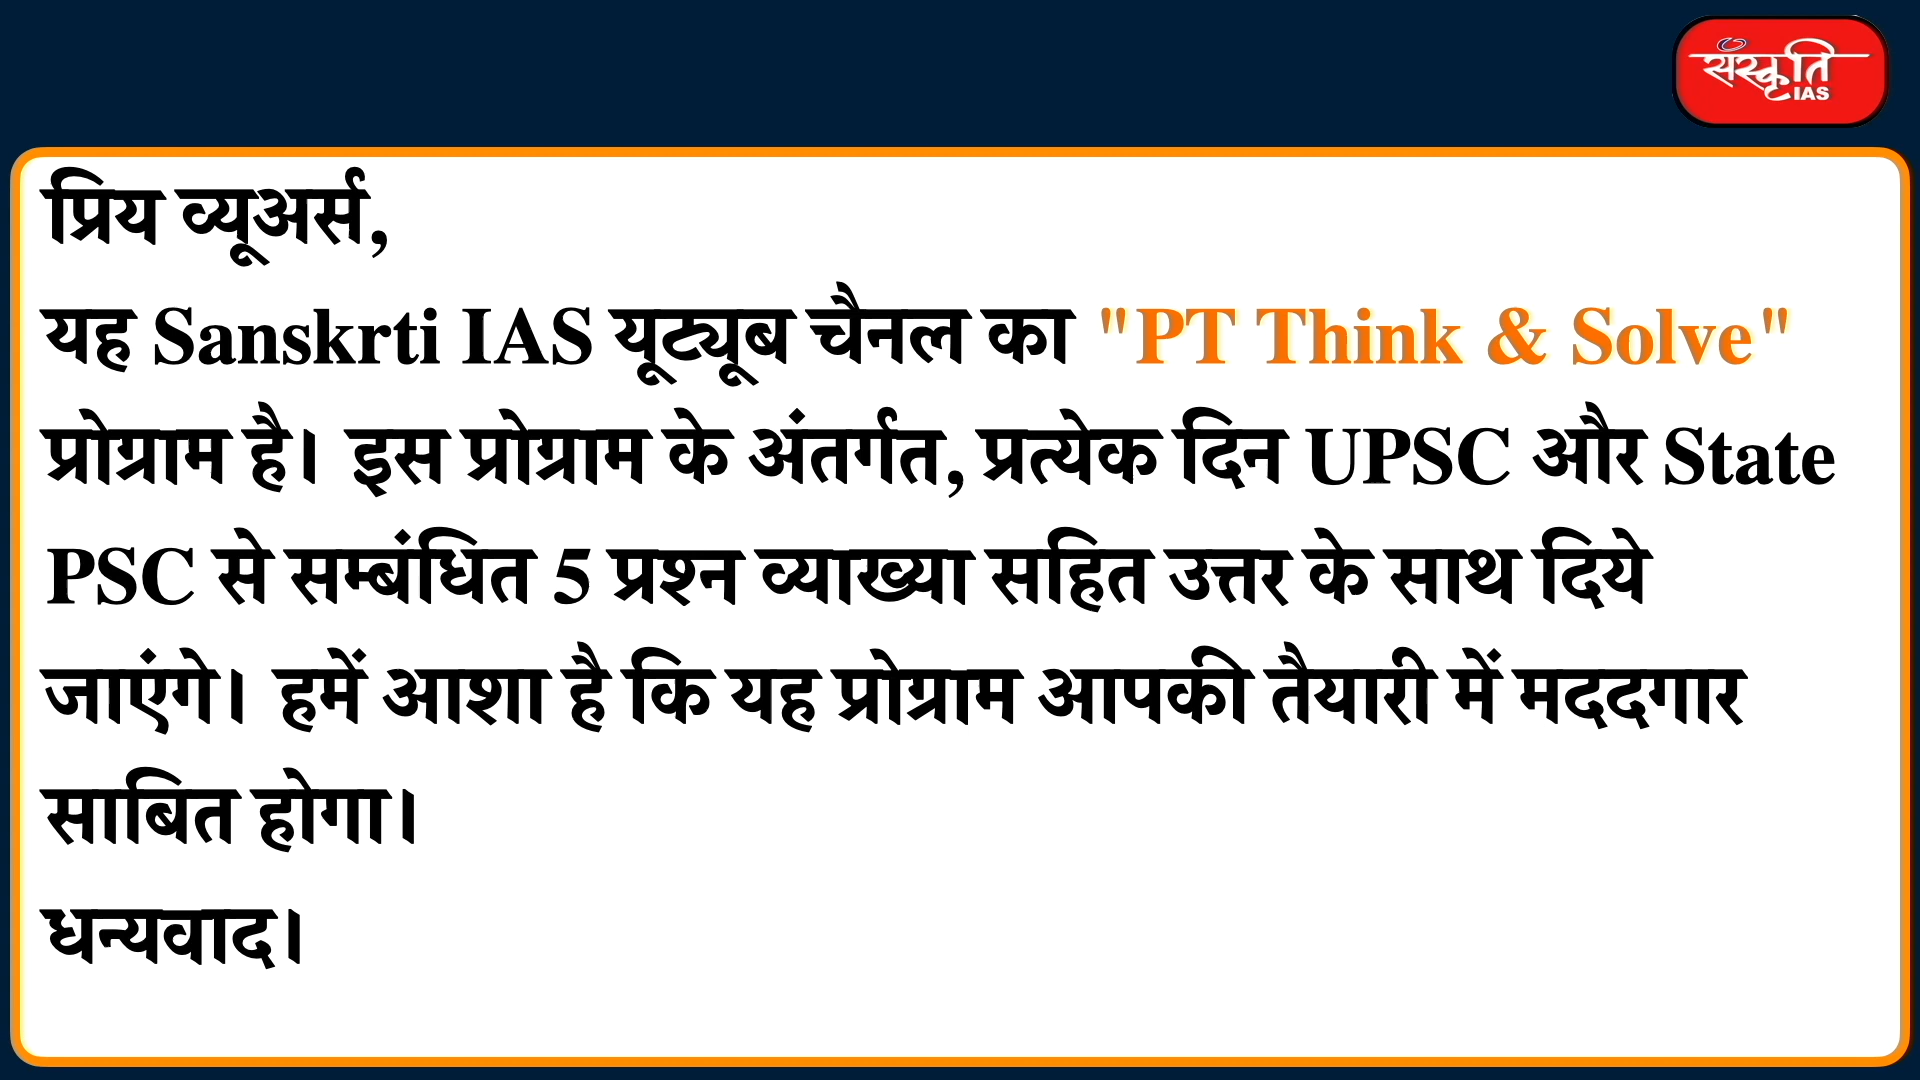 संस्कृति
IAS
प्रिय व्यूअर्स,
यह Sanskrti IAS यूट्यूब चैनल का "PT Think & Solve"
प्रोग्राम है। इस प्रोग्राम के अंतर्गत, प्रत्येक दिन UPSC और State
PSC से सम्बंधित 5 प्रश्न व्याख्या सहित उत्तर के साथ दिये
जाएंगे। हमें आशा है कि यह प्रोग्राम आपकी तैयारी में मददगार
साबित होगा।
धन्यवाद।